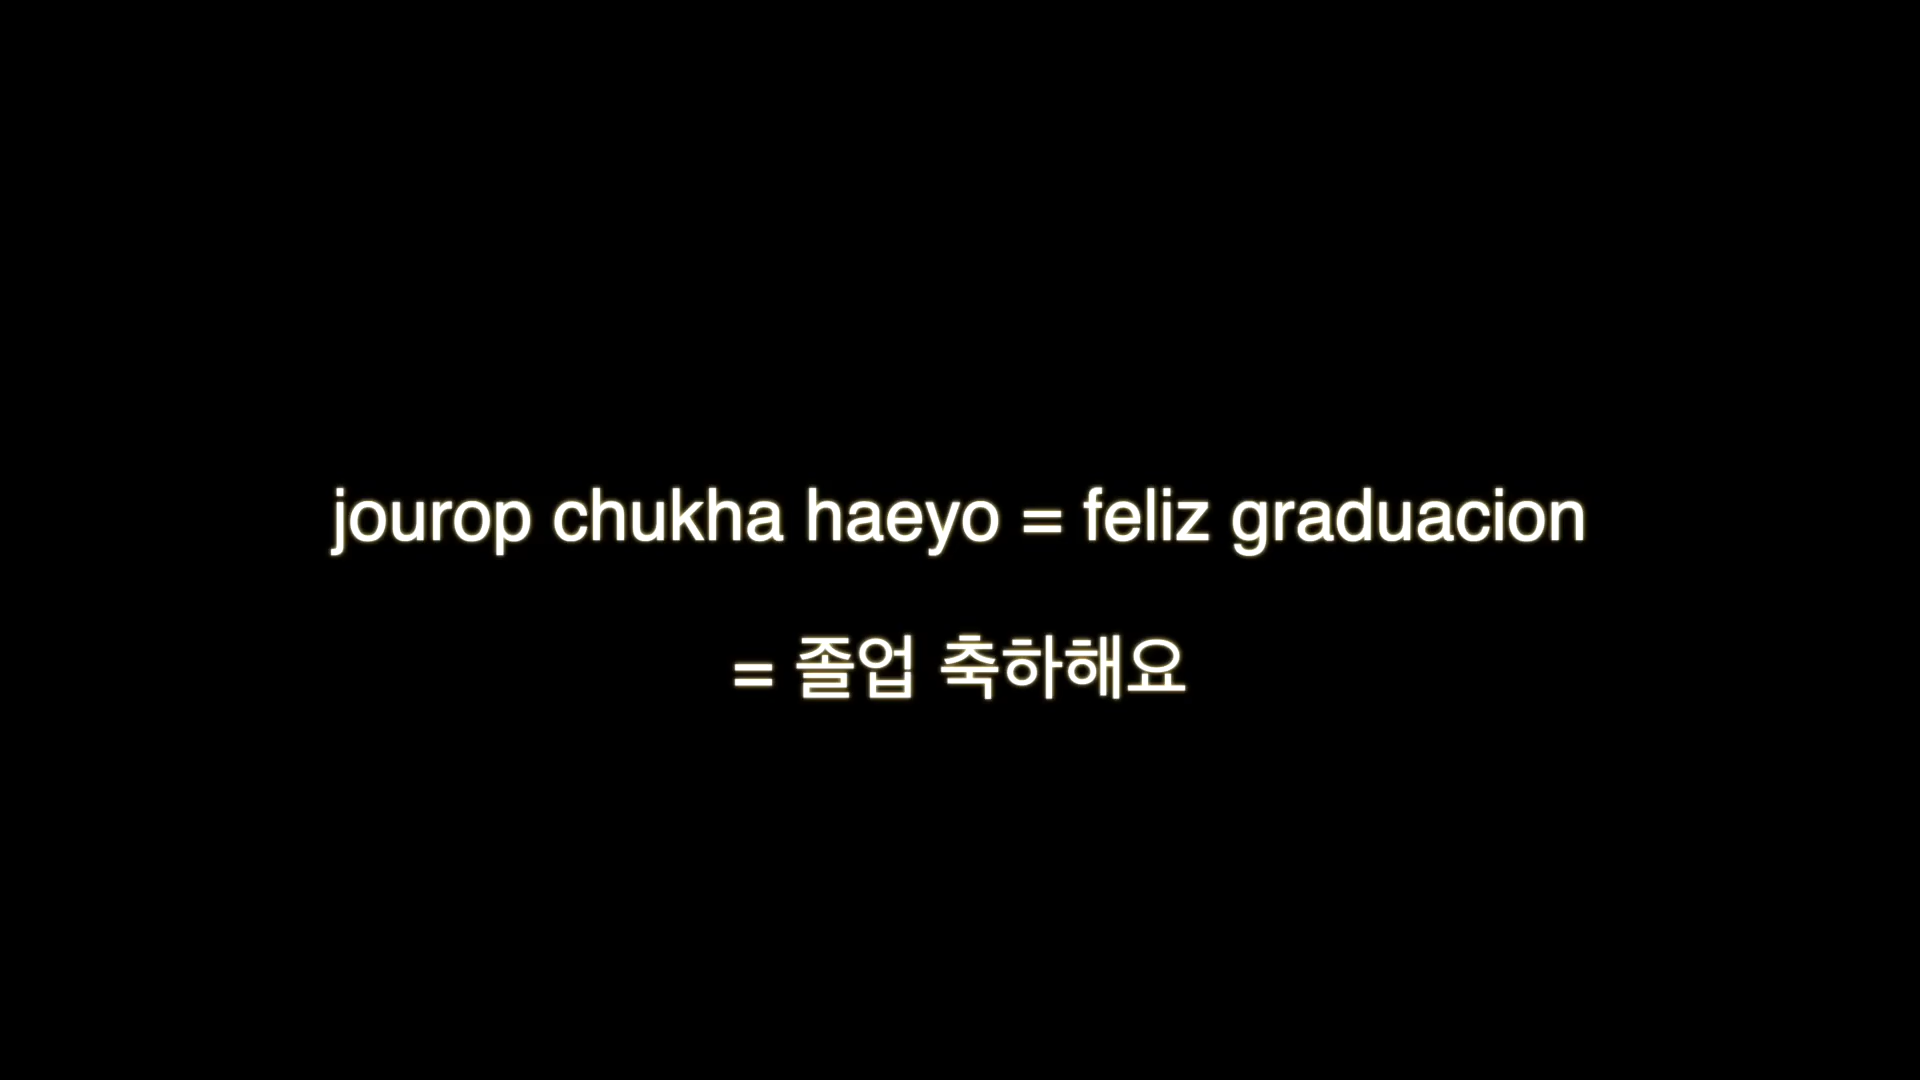 jourop chukha haeyo = feliz graduacion
= 졸업 축하해요